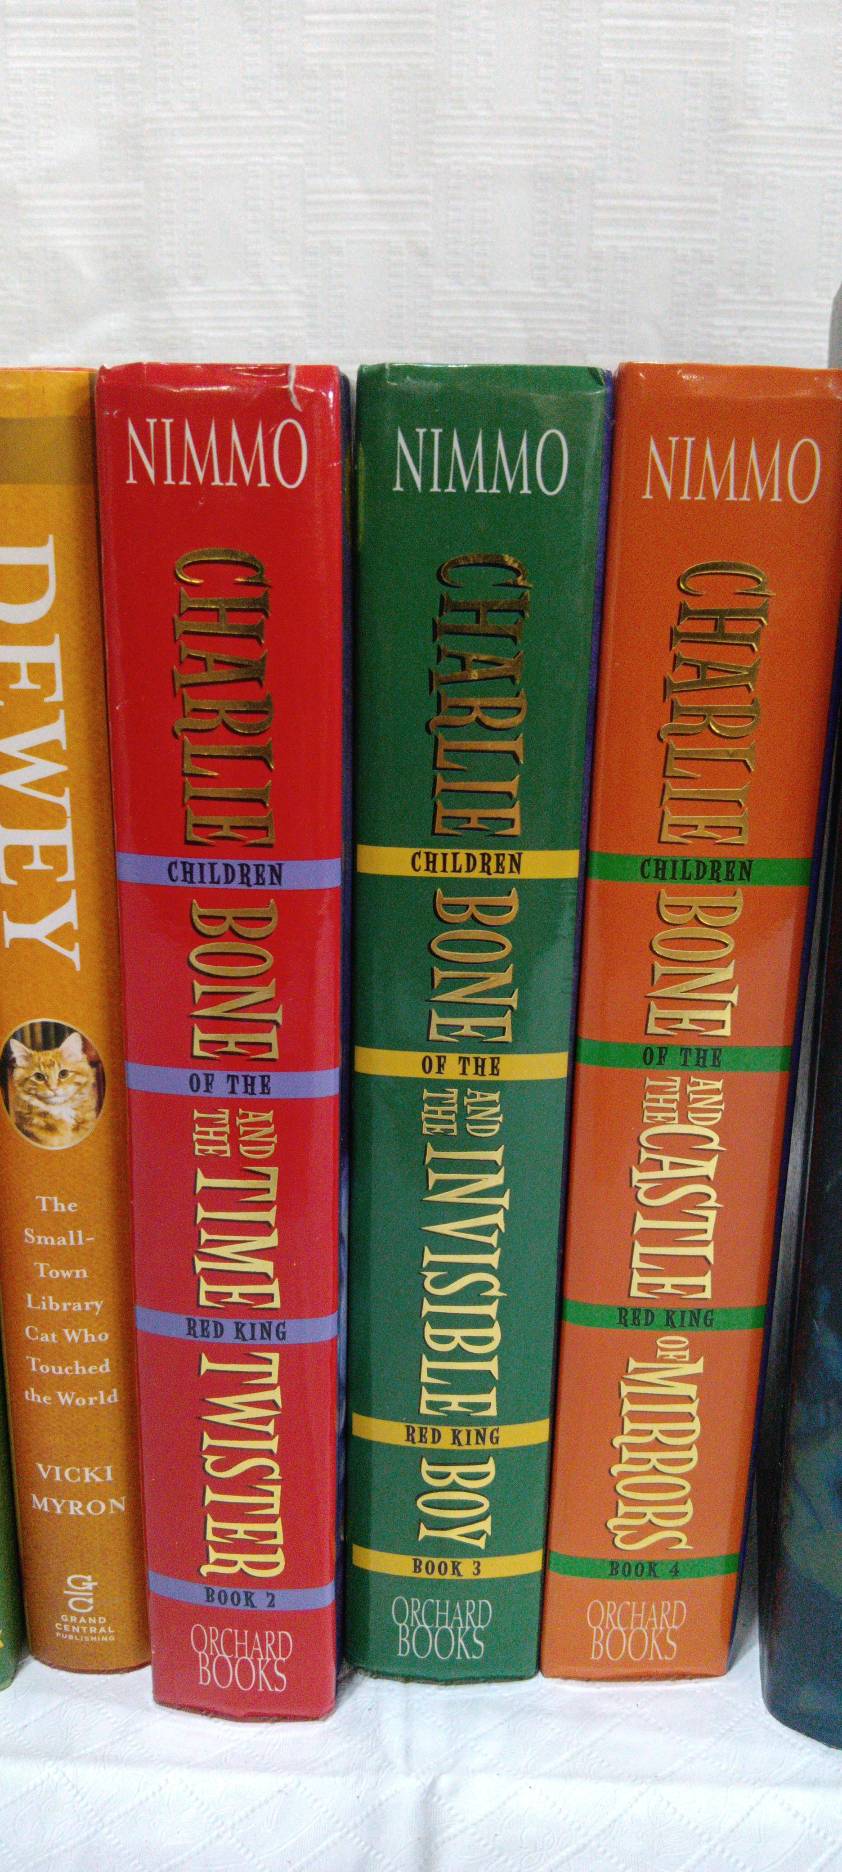 DEWEY
The
Small-
Town
Library
Cat Who
Touched
the World
VICKI
MYRON
GRAND
CENTRAL
PUBLISHING
NIMMO
CHARLIE
CHILDREN
BONE
OF THE
AND
THE
TIME
RED KING
TWISTER
BOOK 2
ORCHARD
BOOKS
NIMMO
CHARLIE
CHILDREN
BONE
OF THE
AND
THE
INVISIBLE
RED KING
BOY
BOOK 3
ORCHARD
BOOKS
NIMMO
CHARLIE
CHILDREN
BONE
OF THE
AND
THE
CASTLE
RED KING
OF
MIRRORS
BOOK 4
ORCHARD
BOOKS